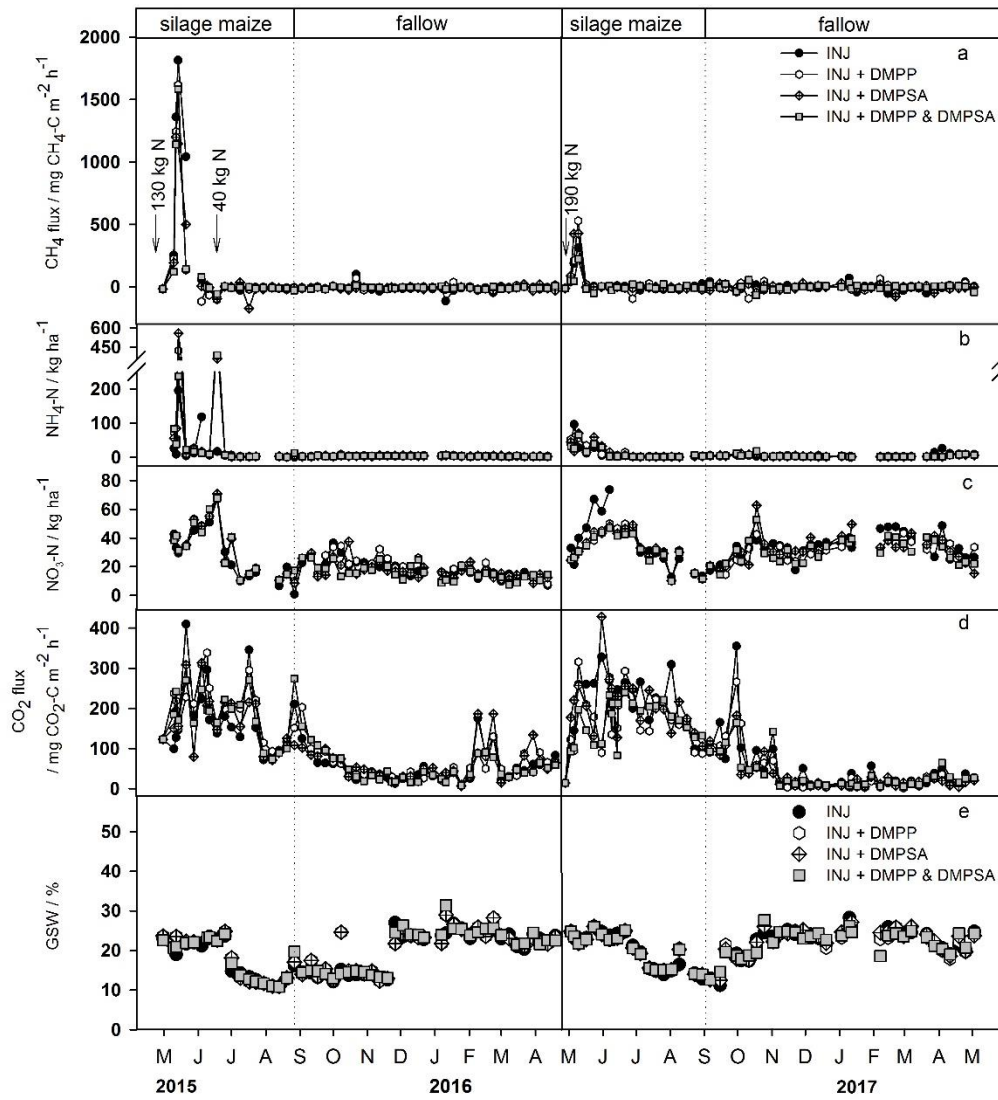 silage maize fallow silage maize fallow
a
INJ
INJ + DMPP
INJ + DMPSA
INJ + DMPP & DMPSA
CH₄ flux / mg CH₄-C m⁻² h⁻¹
2000
1500
1000
500
0
130 kg N
40 kg N
190 kg N
b
NH₄-N / kg ha⁻¹
600
450
200
100
0
c
NO₃-N / kg ha⁻¹
80
60
40
20
0
d
CO₂ flux
/ mg CO₂-C m⁻² h⁻¹
400
300
200
100
0
e
INJ
INJ + DMPP
INJ + DMPSA
INJ + DMPP & DMPSA
GSW / %
50
40
30
20
10
0
M J J A S O N D J F M A M J J A S O N D J F M A M
2015 2016 2017